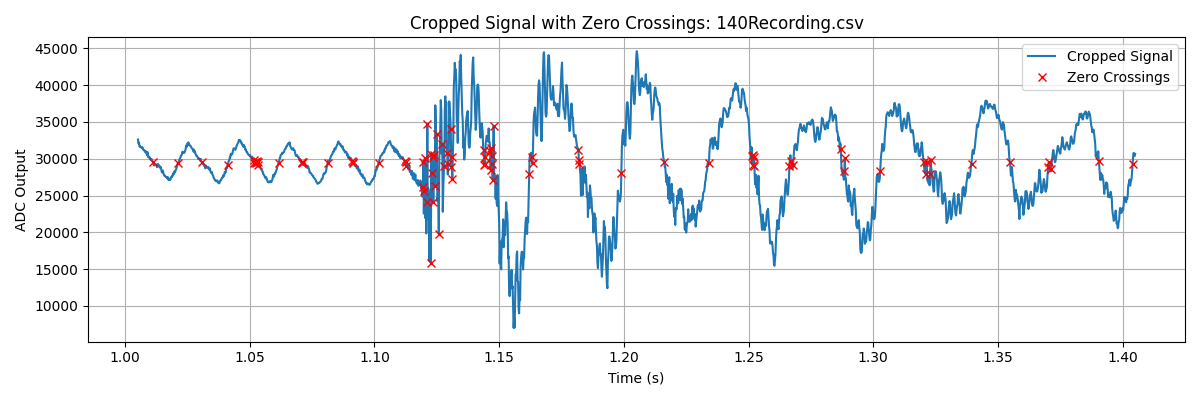 Cropped Signal with Zero Crossings: 140Recording.csv
45000
40000
35000
30000
25000
20000
15000
10000
ADC Output
Cropped Signal
Zero Crossings
1.00 1.05 1.10 1.15 1.20 1.25 1.30 1.35 1.40
Time (s)